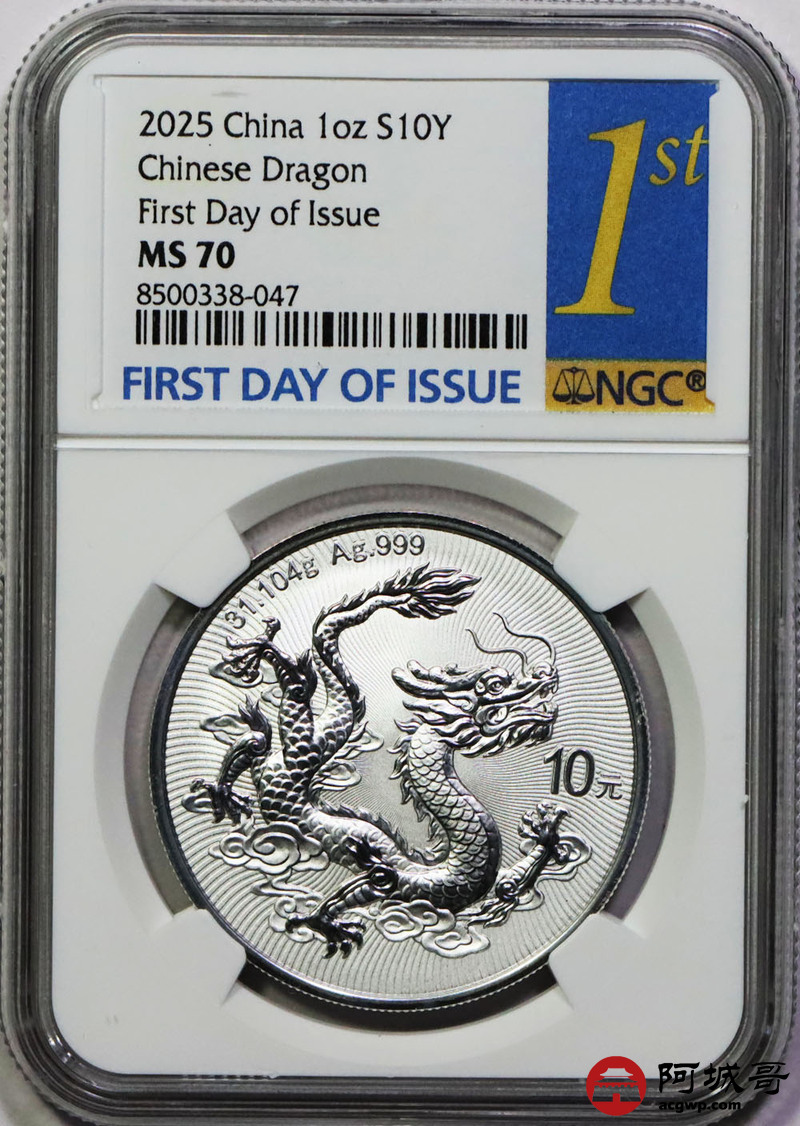 2025 China 1oz S10Y
Chinese Dragon
First Day of Issue
MS 70
8500338-047
FIRST DAY OF ISSUE
1st
NGC®
31.104g Ag.999
10元
阿城哥
acgwp.com